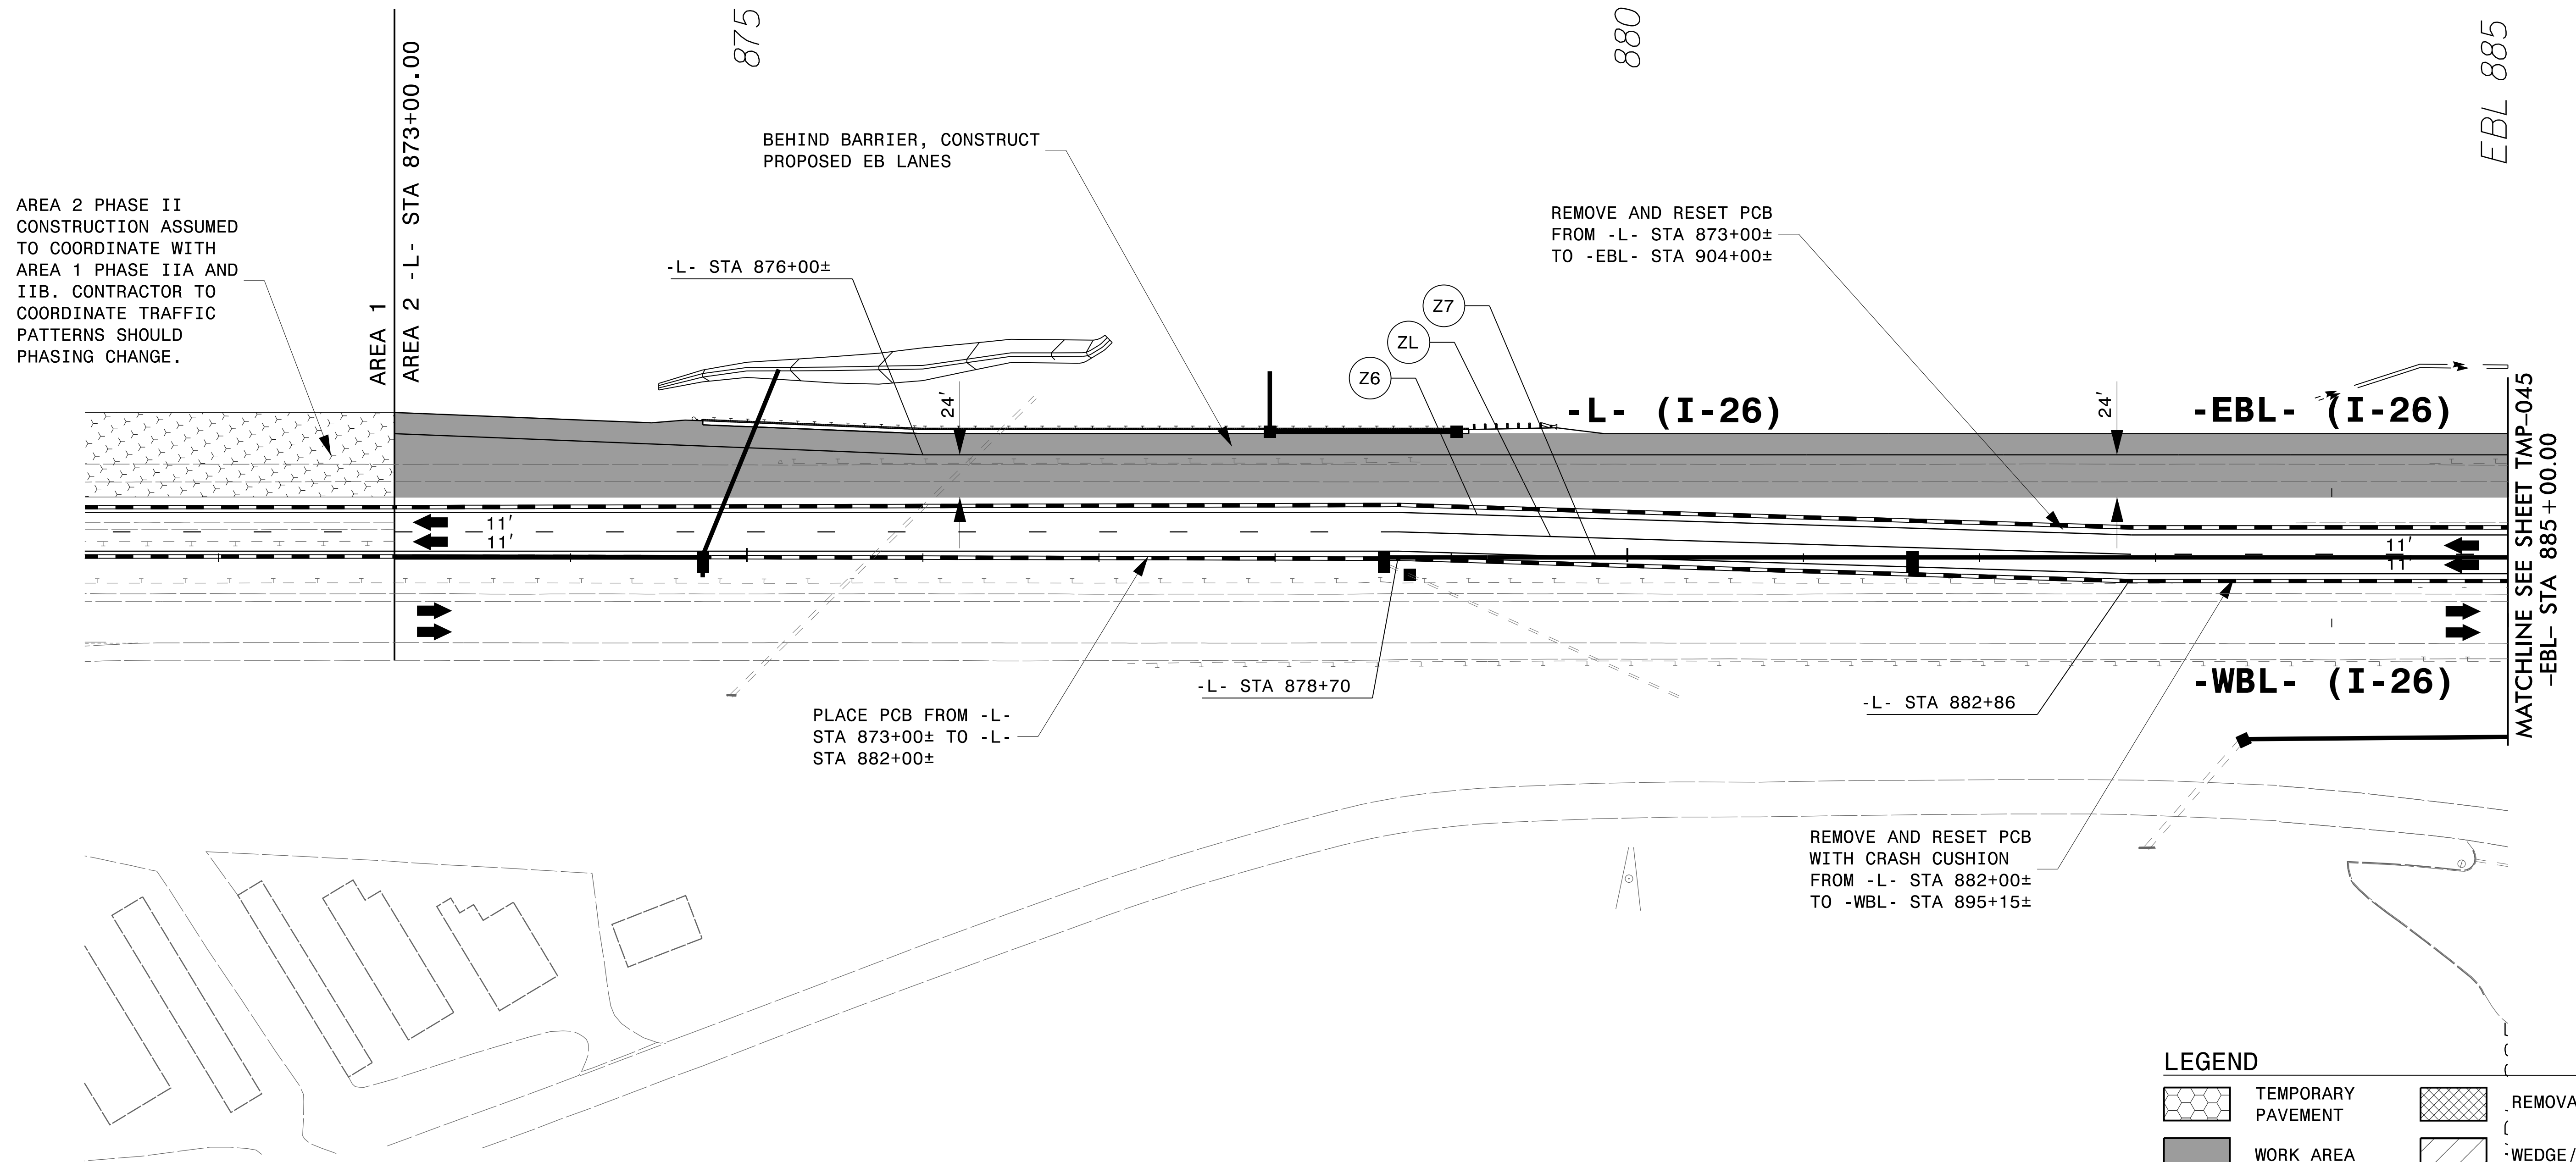 875
880
EBL 885
AREA 1
AREA 2 -L- STA 873+00.00
AREA 2 PHASE II
CONSTRUCTION ASSUMED
TO COORDINATE WITH
AREA 1 PHASE IIA AND
IIB. CONTRACTOR TO
COORDINATE TRAFFIC
PATTERNS SHOULD
PHASING CHANGE.
BEHIND BARRIER, CONSTRUCT
PROPOSED EB LANES
-L- STA 876+00±
REMOVE AND RESET PCB
FROM -L- STA 873+00±
TO -EBL- STA 904+00±
Z7
ZL
Z6
24'
-L- (I-26)
24'
-EBL- (I-26)
11'
11'
11'
11'
MATCHLINE SEE SHEET TMP-045
-EBL- STA 885+00.00
-L- STA 878+70
-L- STA 882+86
-WBL- (I-26)
PLACE PCB FROM -L-
STA 873+00± TO -L-
STA 882+00±
REMOVE AND RESET PCB
WITH CRASH CUSHION
FROM -L- STA 882+00±
TO -WBL- STA 895+15±
LEGEND
TEMPORARY
PAVEMENT
REMOVA
WORK AREA
WEDGE/